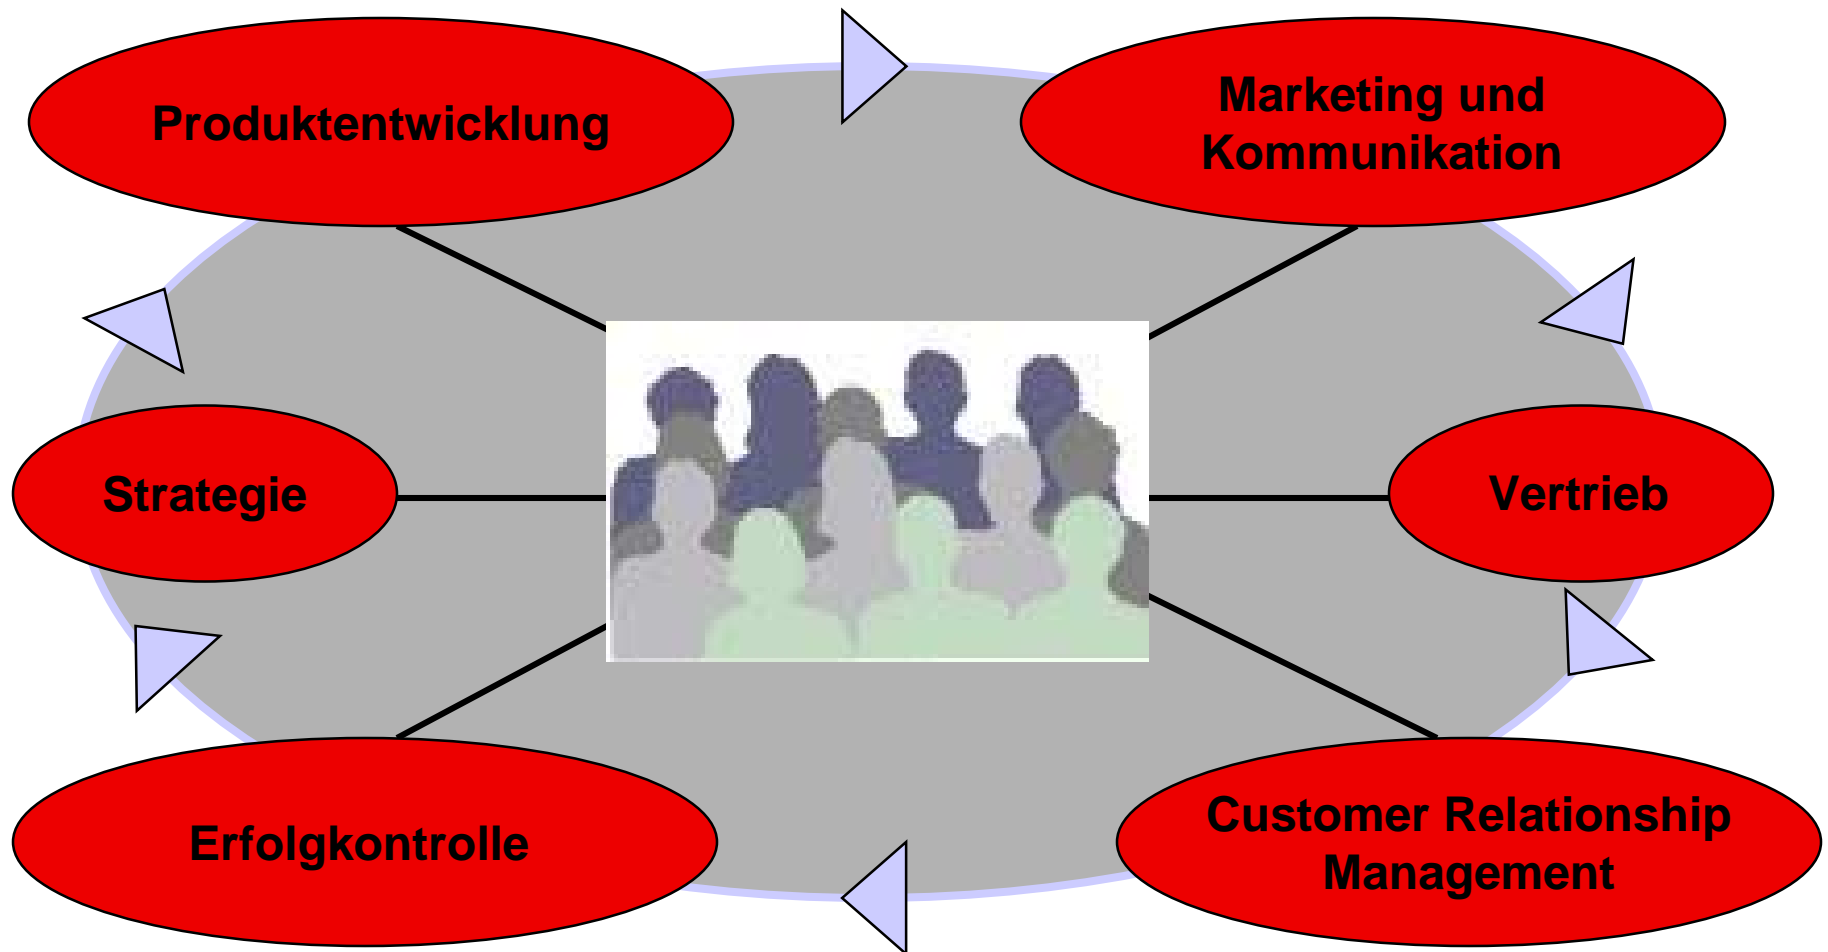 Produktentwicklung
Marketing und
Kommunikation
Strategie
Vertrieb
Erfolgkontrolle
Customer Relationship
Management